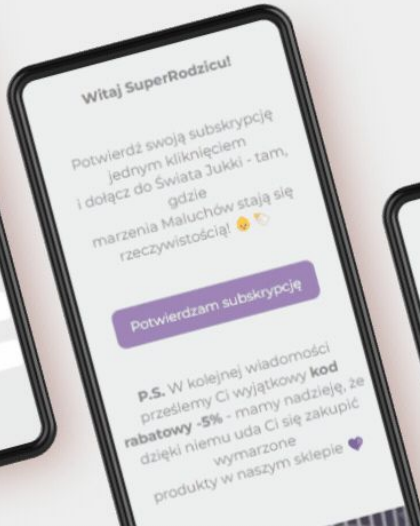 Witaj SuperRodzicu!
Potwierdź swoją subskrypcję
jednym kliknięciem
i dołącz do Świata Jukki - tam,
gdzie
marzenia Maluchów stają się
rzeczywistością! 👶🏷️
Potwierdzam subskrypcję
P.S. W kolejnej wiadomości
prześlemy Ci wyjątkowy kod
rabatowy -5% - mamy nadzieję, że
dzięki niemu uda Ci się zakupić
wymarzone
produkty w naszym sklepie 💜